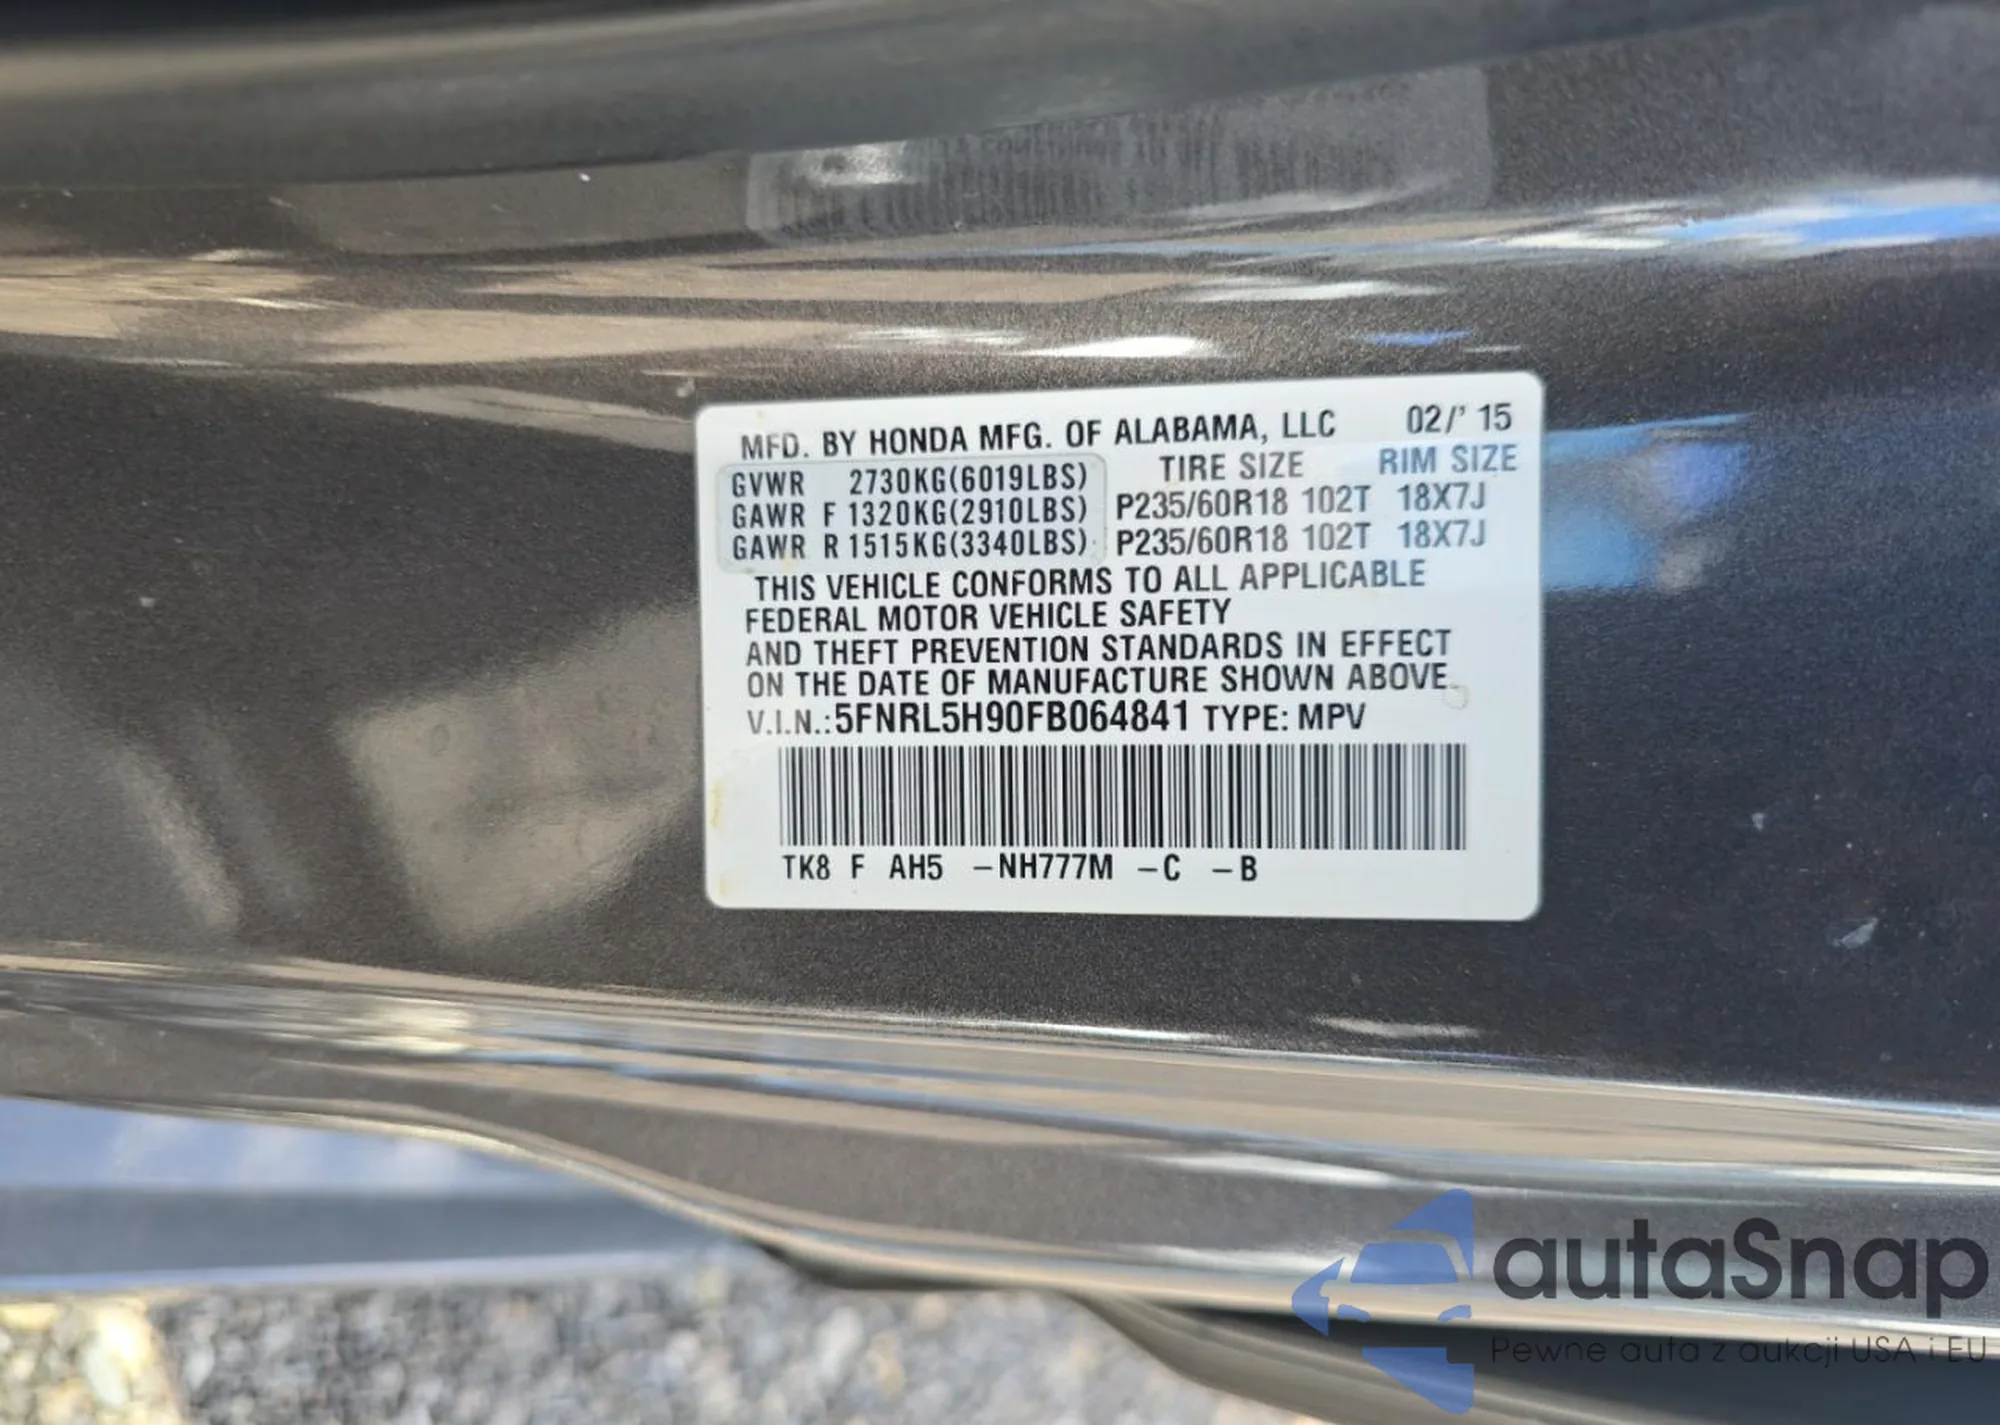 MFD. BY HONDA MFG. OF ALABAMA, LLC 02/' 15
GVWR 2730KG(6019LBS) TIRE SIZE RIM SIZE
GAWR F 1320KG(2910LBS) P235/60R18 102T 18X7J
GAWR R 1515KG(3340LBS) P235/60R18 102T 18X7J
THIS VEHICLE CONFORMS TO ALL APPLICABLE
FEDERAL MOTOR VEHICLE SAFETY
AND THEFT PREVENTION STANDARDS IN EFFECT
ON THE DATE OF MANUFACTURE SHOWN ABOVE.
V.I.N.: 5FNRL5H90FB064841 TYPE: MPV
TK8 F AH5 –NH777M –C –B
autaSnap
Pewne auta z aukcji USA i EU